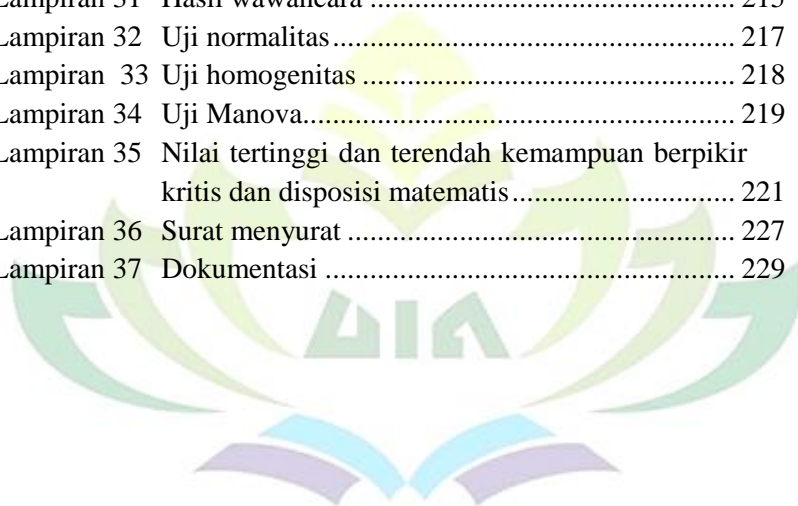 Lampiran 31 Hasil wawancara ........................................................ 215
Lampiran 32 Uji normalitas ........................................................ 217
Lampiran 33 Uji homogenitas .................................................... 218
Lampiran 34 Uji Manova............................................................ 219
Lampiran 35 Nilai tertinggi dan terendah kemampuan berpikir
kritis dan disposisi matematis ................................. 221
Lampiran 36 Surat menyurat ...................................................... 227
Lampiran 37 Dokumentasi ......................................................... 229
UIN